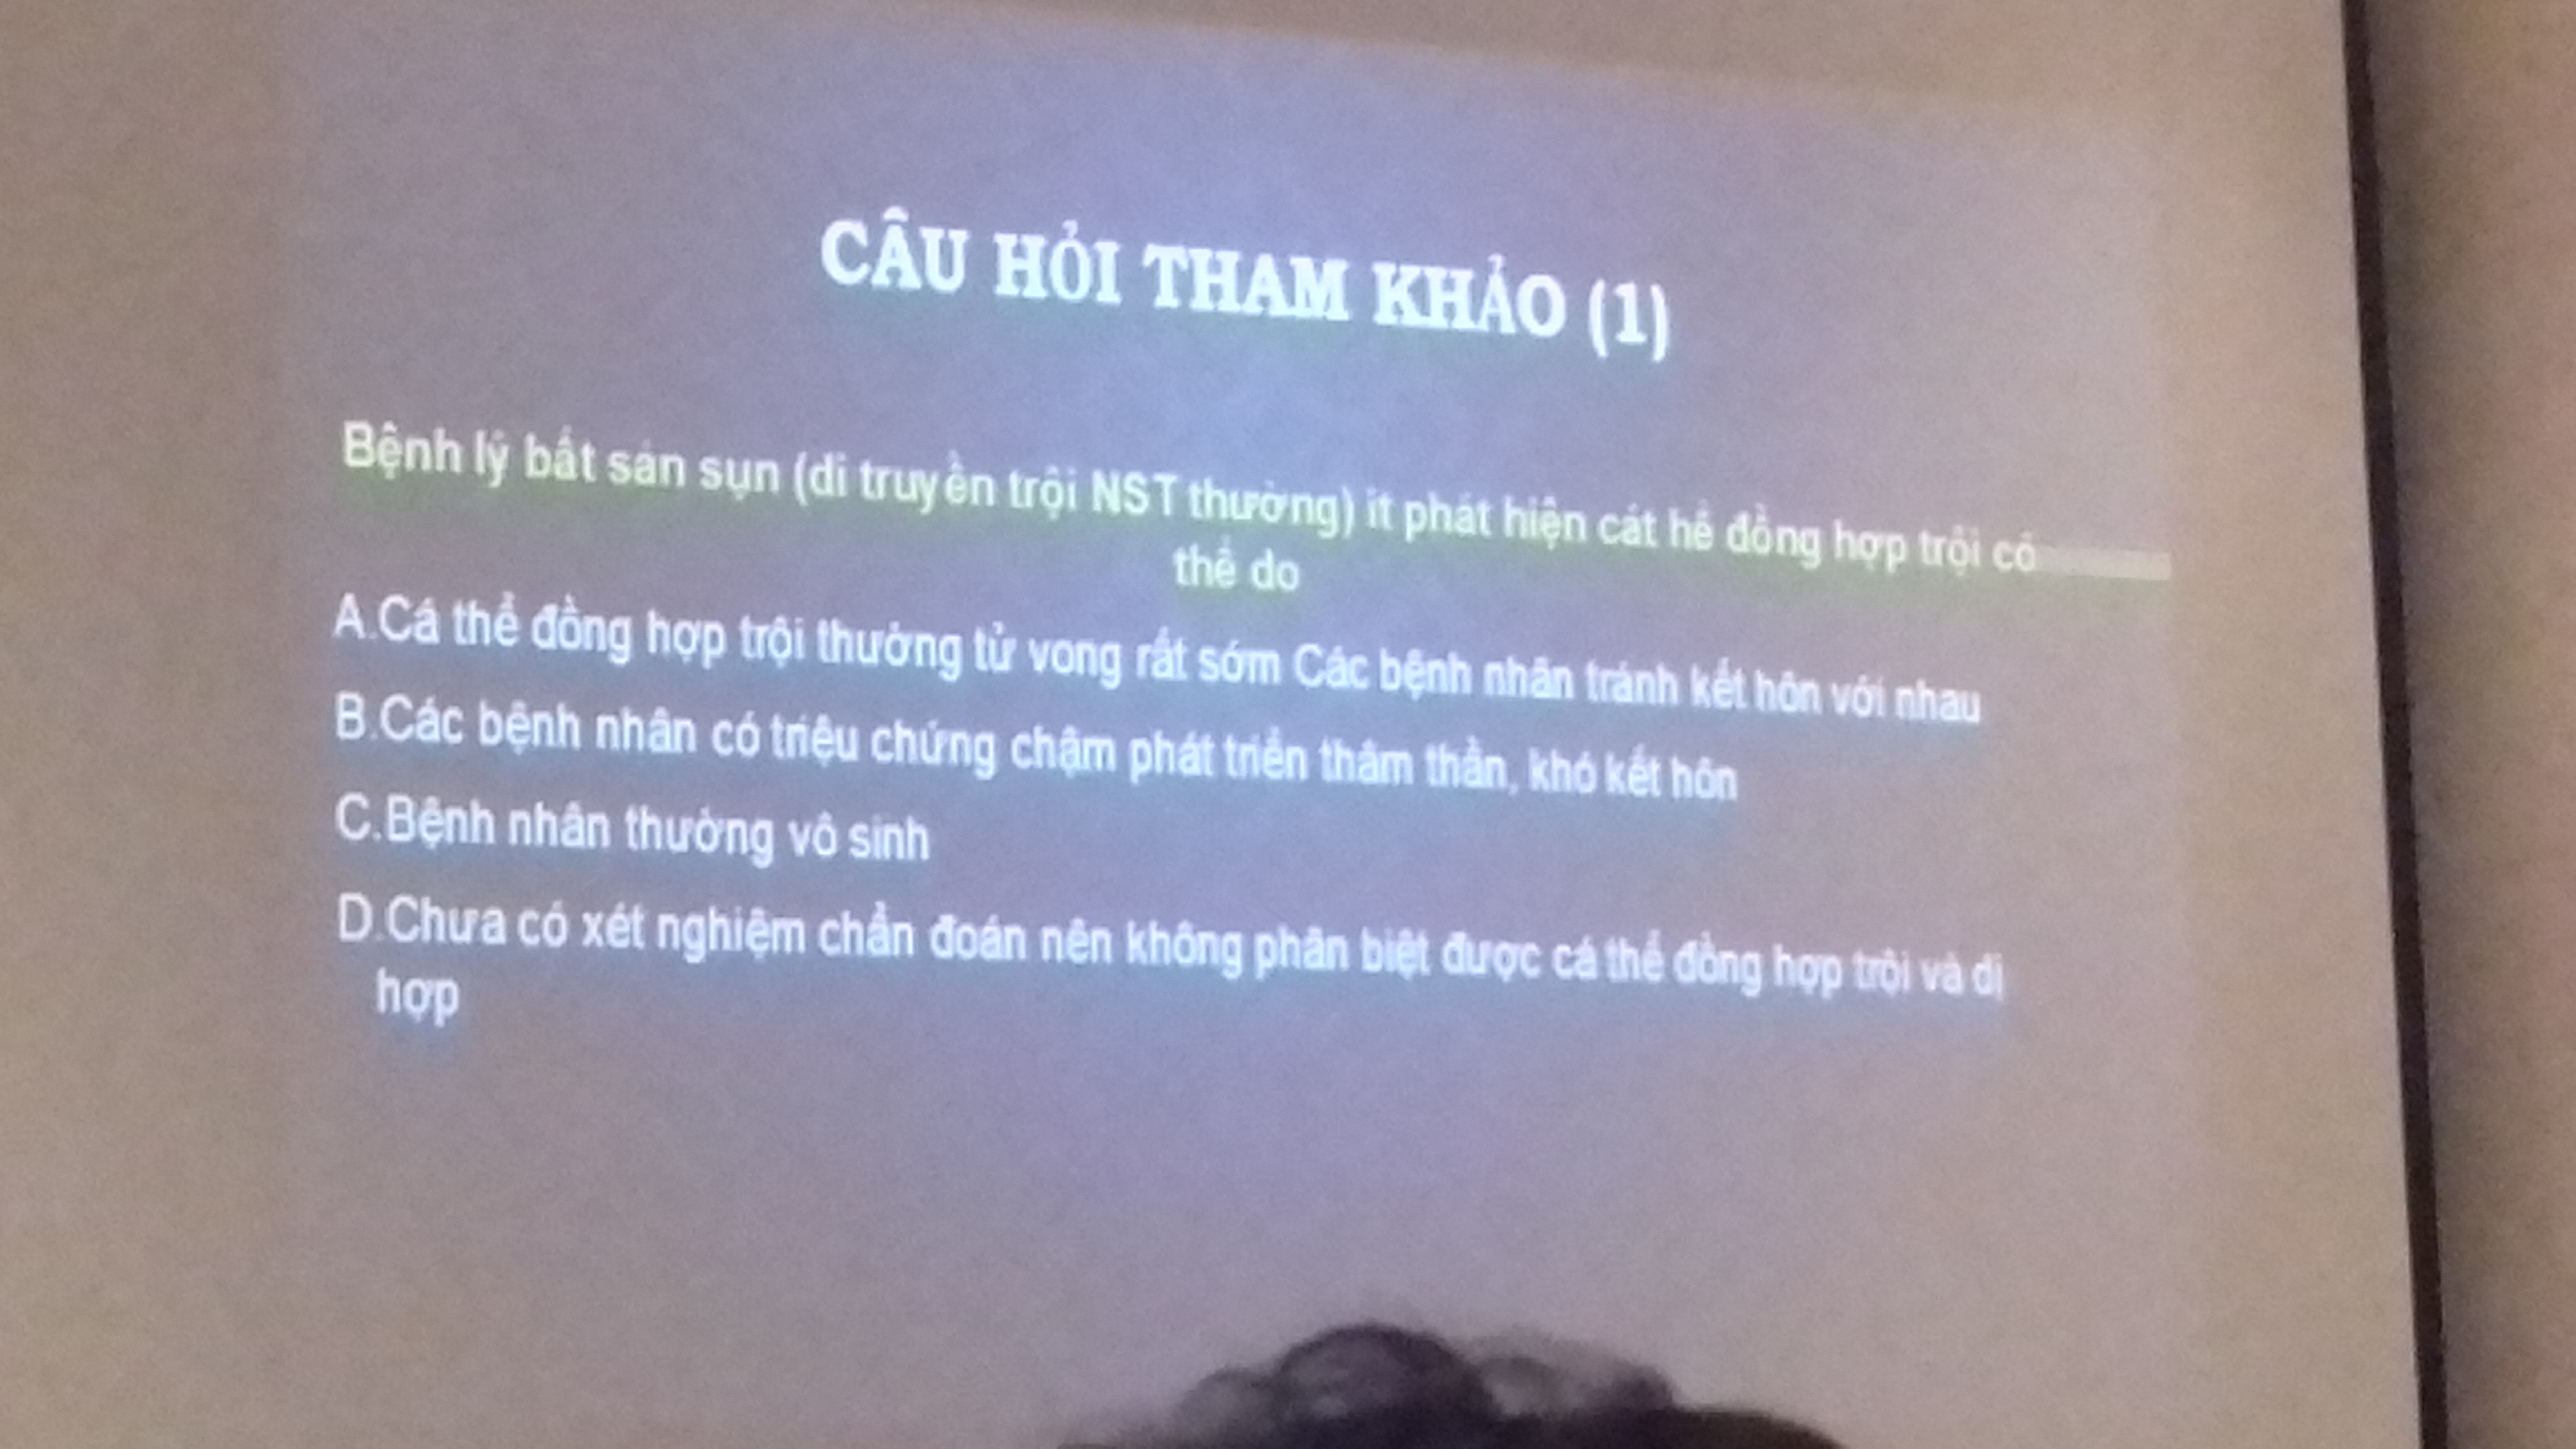 CÂU HỎI THAM KHẢO (1)
Bệnh lý bất sản sụn (di truyền trội NST thường) ít phát hiện cát hể đồng hợp trội có
thể do
A.Cá thể đồng hợp trội thường tử vong rất sớm Các bệnh nhân tránh kết hôn với nhau
B.Các bệnh nhân có triệu chứng chậm phát triển thâm thần, khó kết hôn
C.Bệnh nhân thường vô sinh
D.Chưa có xét nghiệm chẩn đoán nên không phân biệt được cá thể đồng hợp trội và dị
hợp